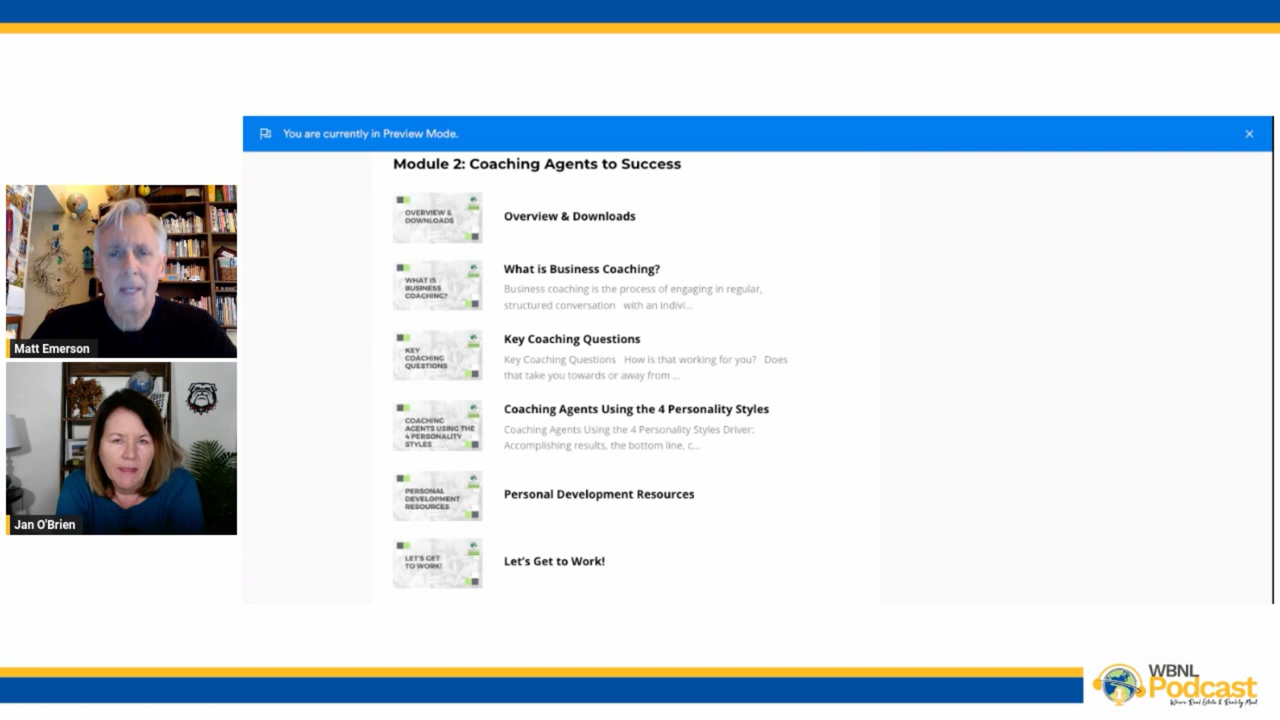 You are currently in Preview Mode.
Module 2: Coaching Agents to Success
OVERVIEW &
DOWNLOADS
Overview & Downloads
WHAT IS
BUSINESS
COACHING?
What is Business Coaching?
Business coaching is the process of engaging in regular,
structured conversation with an indivi...
KEY
COACHING
QUESTIONS
Key Coaching Questions
Key Coaching Questions How is that working for you? Does
that take you towards or away from ...
COACHING
AGENTS USING THE
4 PERSONALITY
STYLES
Coaching Agents Using the 4 Personality Styles
Coaching Agents Using the 4 Personality Styles Driver:
Accomplishing results, the bottom line, c...
PERSONAL
DEVELOPMENT
RESOURCES
Personal Development Resources
LET'S GET
TO WORK!
Let's Get to Work!
Matt Emerson
Jan O'Brien
WBNL
Podcast
Where Real Estate & Reality Meet